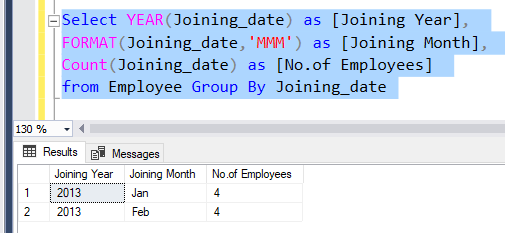 Select YEAR(Joining_date) as [Joining Year],
FORMAT(Joining_date,'MMM') as [Joining Month],
Count(Joining_date) as [No.of Employees]
from Employee Group By Joining_date
130 %
Results Messages
Joining Year Joining Month No.of Employees
1 2013 Jan 4
2 2013 Feb 4